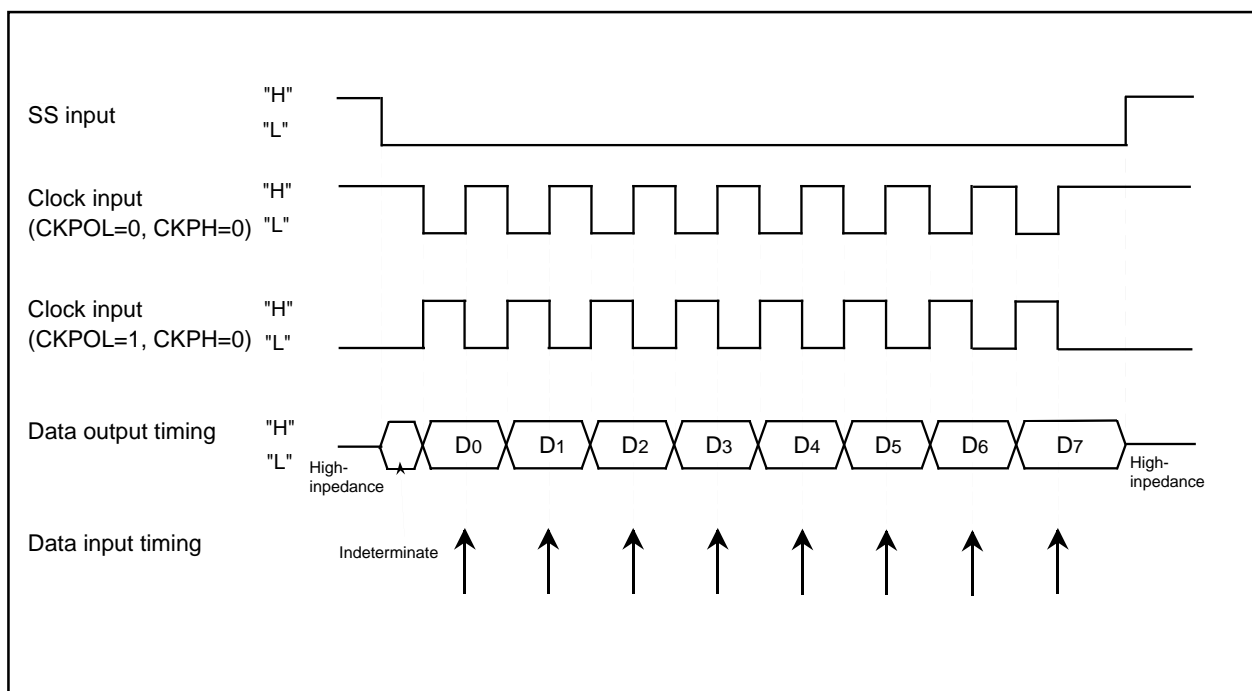 SS input
"H"
"L"
Clock input
(CKPOL=0, CKPH=0)
"H"
"L"
Clock input
(CKPOL=1, CKPH=0)
"H"
"L"
Data output timing
"H"
"L"
High-
inpedance
D0 D1 D2 D3 D4 D5 D6 D7
High-
inpedance
Data input timing
Indeterminate